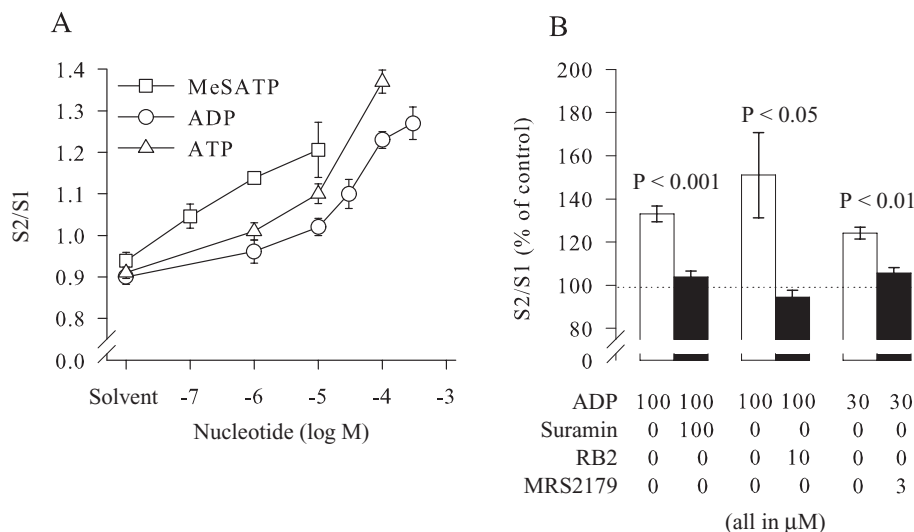 A
S2/S1
1.4
1.3
1.2
1.1
1.0
0.9
0.8
0.0
MeSATP
ADP
ATP
Solvent -7 -6 -5 -4 -3
Nucleotide (log M)
B
S2/S1 (% of control)
200
180
160
140
120
100
80
0
P < 0.001
P < 0.05
P < 0.01
ADP 100 100 100 100 30 30
Suramin 0 100 0 0 0 0
RB2 0 0 0 10 0 0
MRS2179 0 0 0 0 0 3
(all in μM)